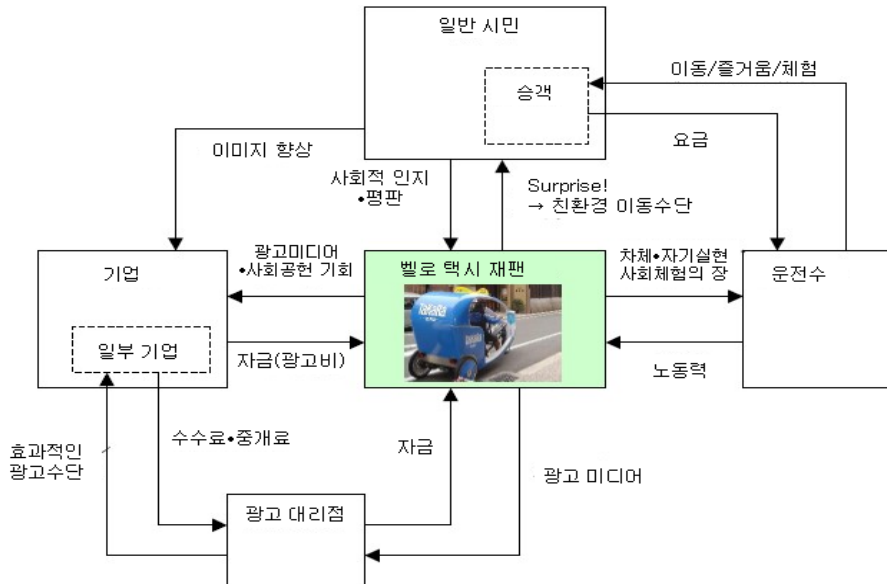 일반 시민
승객
이동/즐거움/체험
요금
이미지 향상
사회적 인지
•평판
Surprise!
→ 친환경 이동수단
기업
일부 기업
광고미디어
•사회공헌 기회
벨로 택시 재팬
TaKaRa
차체•자기실현
사회체험의 장
운전수
자금(광고비)
노동력
효과적인
광고수단
수수료•중개료
자금
광고 미디어
광고 대리점